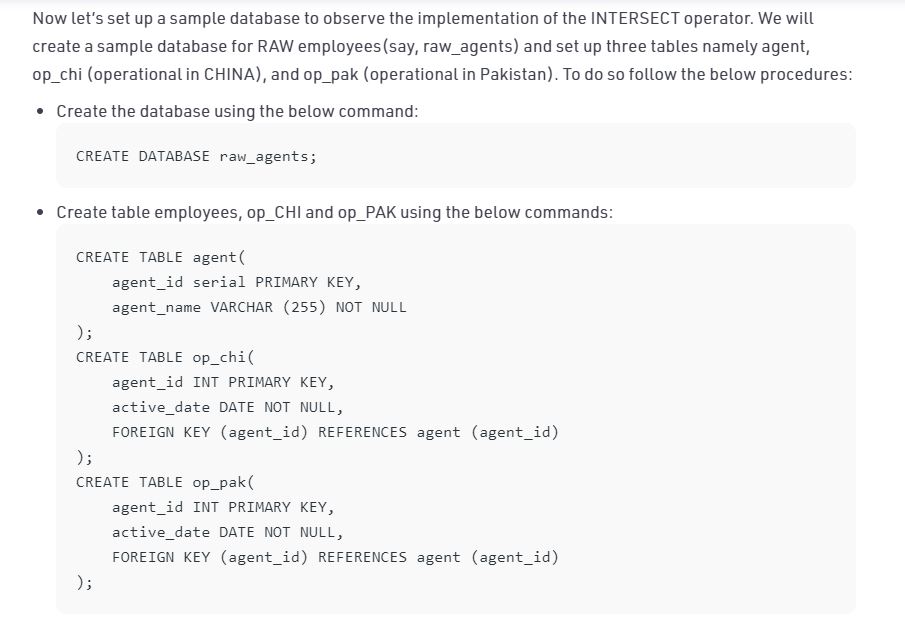 Now let's set up a sample database to observe the implementation of the INTERSECT operator. We will
create a sample database for RAW employees(say, raw_agents) and set up three tables namely agent,
op_chi (operational in CHINA), and op_pak (operational in Pakistan). To do so follow the below procedures:
• Create the database using the below command:
CREATE DATABASE raw_agents;
• Create table employees, op_CHI and op_PAK using the below commands:
CREATE TABLE agent(
    agent_id serial PRIMARY KEY,
    agent_name VARCHAR (255) NOT NULL
);
CREATE TABLE op_chi(
    agent_id INT PRIMARY KEY,
    active_date DATE NOT NULL,
    FOREIGN KEY (agent_id) REFERENCES agent (agent_id)
);
CREATE TABLE op_pak(
    agent_id INT PRIMARY KEY,
    active_date DATE NOT NULL,
    FOREIGN KEY (agent_id) REFERENCES agent (agent_id)
);